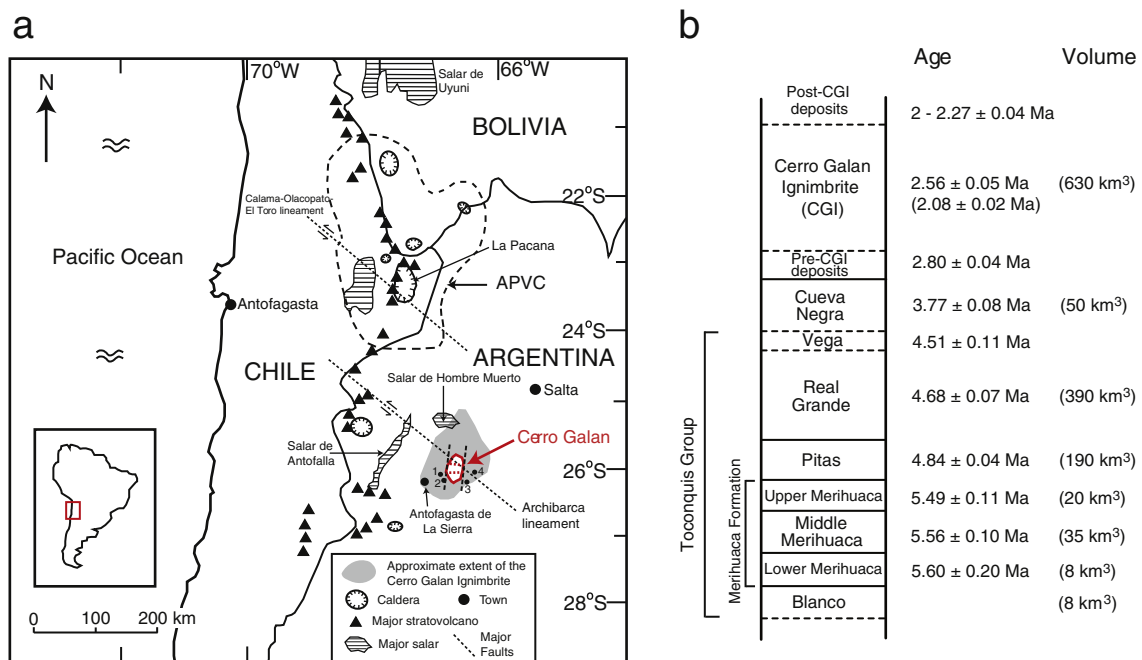 a
70°W
66°W
N
Salar de
Uyuni
BOLIVIA
22°S
Calama-Olacopato-
El Toro lineament
La Pacana
Pacific Ocean
APVC
Antofagasta
24°S
ARGENTINA
CHILE
Salar de Hombre Muerto
Salta
Cerro Galan
Salar de
Antofalla
26°S
1
4
2
3
Antofagasta de
La Sierra
Archibarca
lineament
Approximate extent of the
Cerro Galan Ignimbrite
Caldera
Town
Major stratovolcano
Major salar
Major
Faults
28°S
0 100 200 km
b
Age Volume
Post-CGI
deposits
2 - 2.27 ± 0.04 Ma
Cerro Galan
Ignimbrite
(CGI)
2.56 ± 0.05 Ma (630 km³)
(2.08 ± 0.02 Ma)
Pre-CGI
deposits
2.80 ± 0.04 Ma
Cueva
Negra
3.77 ± 0.08 Ma (50 km³)
Vega 4.51 ± 0.11 Ma
Real
Grande
4.68 ± 0.07 Ma (390 km³)
Pitas 4.84 ± 0.04 Ma (190 km³)
Upper Merihuaca 5.49 ± 0.11 Ma (20 km³)
Middle
Merihuaca
5.56 ± 0.10 Ma (35 km³)
Lower Merihuaca 5.60 ± 0.20 Ma (8 km³)
Blanco (8 km³)
Toconquis Group
Merihuaca Formation